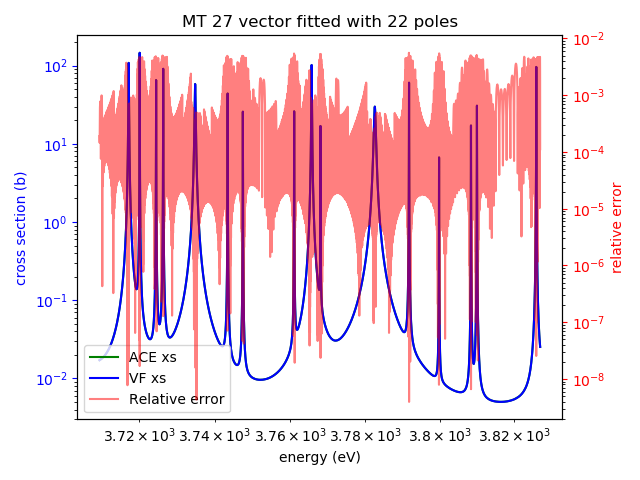 MT 27 vector fitted with 22 poles
cross section (b)
10²
10¹
10⁰
10⁻¹
10⁻²
10⁻²
10⁻³
10⁻⁴
10⁻⁵
10⁻⁶
10⁻⁷
10⁻⁸
relative error
ACE xs
VF xs
Relative error
3.72 × 10³ 3.74 × 10³ 3.76 × 10³ 3.78 × 10³ 3.8 × 10³ 3.82 × 10³
energy (eV)